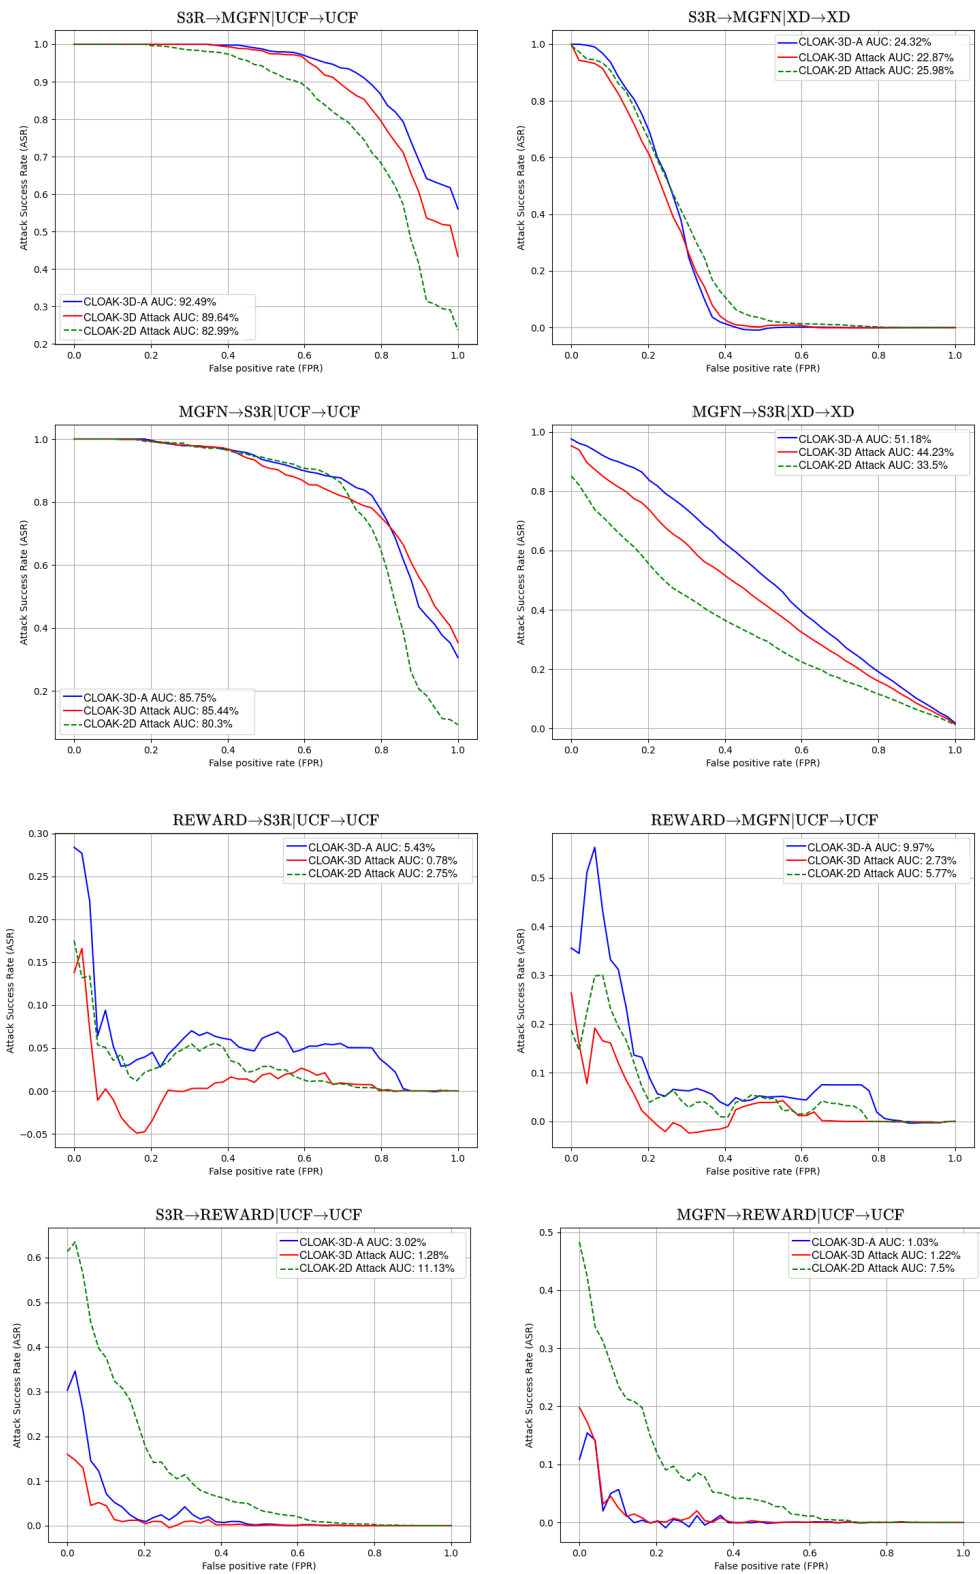 S3R→MGFN|UCF→UCF
Attack Success Rate (ASR)
1.0
0.9
0.8
0.7
0.6
0.5
0.4
0.3
0.2
CLOAK-3D-A AUC: 92.49%
CLOAK-3D Attack AUC: 89.64%
CLOAK-2D Attack AUC: 82.99%
0.0 0.2 0.4 0.6 0.8 1.0
False positive rate (FPR)
S3R→MGFN|XD→XD
Attack Success Rate (ASR)
1.0
0.8
0.6
0.4
0.2
0.0
CLOAK-3D-A AUC: 24.32%
CLOAK-3D Attack AUC: 22.87%
CLOAK-2D Attack AUC: 25.98%
0.0 0.2 0.4 0.6 0.8 1.0
False positive rate (FPR)
MGFN→S3R|UCF→UCF
Attack Success Rate (ASR)
1.0
0.8
0.6
0.4
0.2
CLOAK-3D-A AUC: 85.75%
CLOAK-3D Attack AUC: 85.44%
CLOAK-2D Attack AUC: 80.3%
0.0 0.2 0.4 0.6 0.8 1.0
False positive rate (FPR)
MGFN→S3R|XD→XD
Attack Success Rate (ASR)
1.0
0.8
0.6
0.4
0.2
0.0
CLOAK-3D-A AUC: 51.18%
CLOAK-3D Attack AUC: 44.23%
CLOAK-2D Attack AUC: 33.5%
0.0 0.2 0.4 0.6 0.8 1.0
False positive rate (FPR)
REWARD→S3R|UCF→UCF
Attack Success Rate (ASR)
0.30
0.25
0.20
0.15
0.10
0.05
0.00
−0.05
CLOAK-3D-A AUC: 5.43%
CLOAK-3D Attack AUC: 0.78%
CLOAK-2D Attack AUC: 2.75%
0.0 0.2 0.4 0.6 0.8 1.0
False positive rate (FPR)
REWARD→MGFN|UCF→UCF
Attack Success Rate (ASR)
0.5
0.4
0.3
0.2
0.1
0.0
CLOAK-3D-A AUC: 9.97%
CLOAK-3D Attack AUC: 2.73%
CLOAK-2D Attack AUC: 5.77%
0.0 0.2 0.4 0.6 0.8 1.0
False positive rate (FPR)
S3R→REWARD|UCF→UCF
Attack Success Rate (ASR)
0.6
0.5
0.4
0.3
0.2
0.1
0.0
CLOAK-3D-A AUC: 3.02%
CLOAK-3D Attack AUC: 1.28%
CLOAK-2D Attack AUC: 11.13%
0.0 0.2 0.4 0.6 0.8 1.0
False positive rate (FPR)
MGFN→REWARD|UCF→UCF
Attack Success Rate (ASR)
0.5
0.4
0.3
0.2
0.1
0.0
CLOAK-3D-A AUC: 1.03%
CLOAK-3D Attack AUC: 1.22%
CLOAK-2D Attack AUC: 7.5%
0.0 0.2 0.4 0.6 0.8 1.0
False positive rate (FPR)